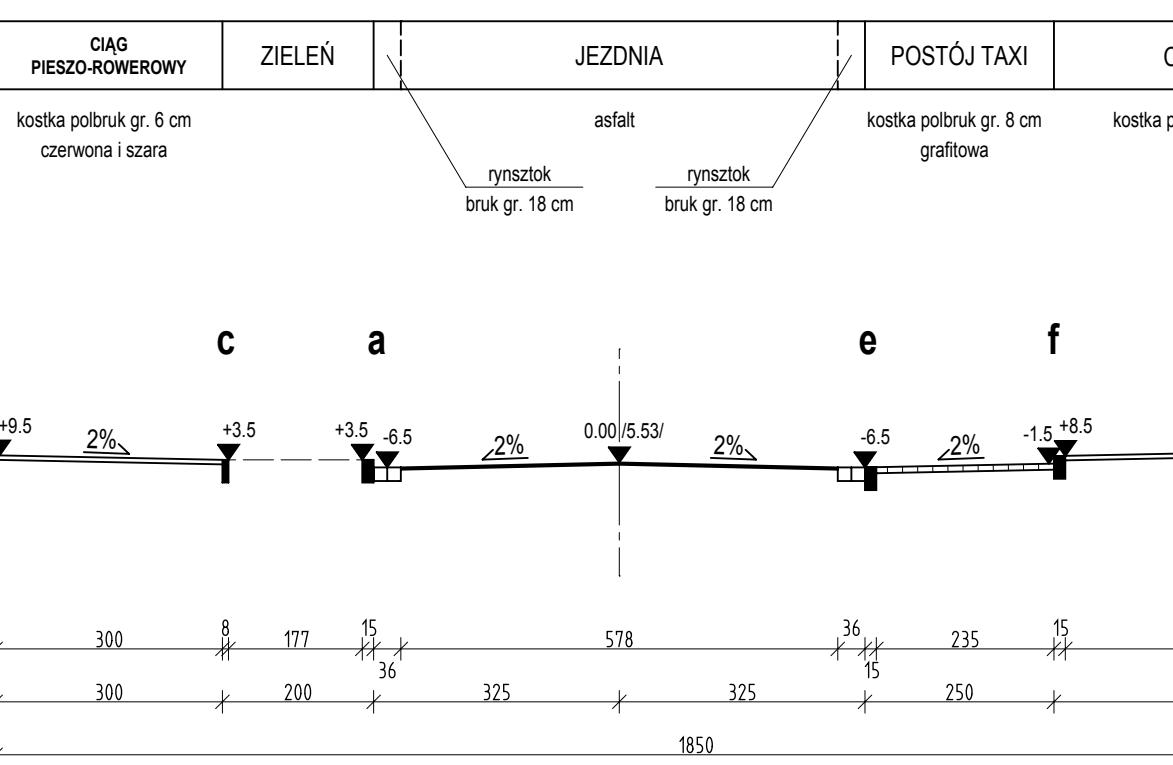 CIĄG
PIESZO-ROWEROWY
ZIELEŃ
JEZDNIA
POSTÓJ TAXI
kostka polbruk gr. 6 cm
czerwona i szara
asfalt
kostka polbruk gr. 8 cm
grafitowa
kostka
rynsztok
bruk gr. 18 cm
rynsztok
bruk gr. 18 cm
c
a
e
f
+9.5
2%
+3.5
+3.5
-6.5
2%
0.00 /5.53/
2%
-6.5
2%
-1.5
+8.5
300
8
177
15
36
578
36
15
235
15
300
200
325
325
250
1850